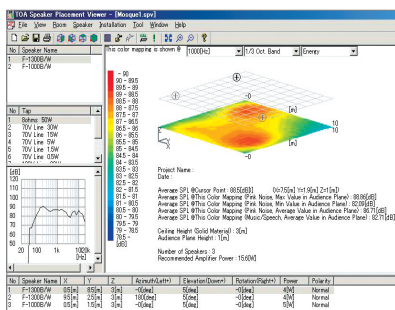 TOA Speaker Placement Viewer - [Mosque1.spv]
File Edit View Room Speaker Installation Tool Window Help
This color mapping is shown @ 1000[Hz] 1/3 Oct. Band Energy
No Speaker Name
1 F-1300B/W
2 F-1000B/W
No Tap
1 8ohms 50W
2 70V Line 30W
3 70V Line 15W
4 70V Line 5W
5 70V Line 1.5W
6 70V Line 0.5W
[dB]
120
110
100
90
80
70
60
50
20 100 1k 10k20k
[Hz]
- 90
90 - 89.5
89.5 - 89
89 - 88.5
88.5 - 88
88 - 87.5
87.5 - 87
87 - 86.5
86.5 - 86
86 - 85.5
85.5 - 85
85 - 84.5
84.5 - 84
84 - 83.5
83.5 - 83
83 - 82.5
82.5 - 82
82 - 81.5
81.5 - 81
81 - 80.5
80.5 - 80
80 - 79.5
79.5 - 79
79 - 78.5
78.5 -
[dB]
-0
[m]
-0
[m]
10
10
Z
Y
X
Project Name :
Date :
Average SPL @Cursor Point : 88.5[dB]( X=7.5[m] Y=1.9[m] Z=1[m])
Average SPL @This Color Mapping (Pink Noise, Max Value in Audience Plane) : 88.86[dB]
Average SPL @This Color Mapping (Pink Noise, Min Value in Audience Plane) : 82.09[dB]
Average SPL @This Color Mapping (Pink Noise, Average Value in Audience Plane) : 86.71[dB]
Average SPL @This Color Mapping (Music/Speech, Average Value in Audience Plane) : 82.71[dB]
Ceiling Height (Solid Material) : 3[m]
Audience Plane Height : 1[m]
Number of Speakers : 3
Recommended Amplifier Power : 15.6[W]
No Speaker Name X Y Z Azimuth(Left+) Elevation(Down+) Rotation(Right+) Power Polarity
1 F-1300B/W 0.5[m] 8.5[m] 3[m] -0[deg] 5[deg] -0[deg] 4[W] Normal
2 F-1300B/W 9.5[m] 2.5[m] 3[m] 180[deg] 5[deg] -0[deg] 4[W] Normal
3 F-1300B/W 0.5[m] 1.5[m] 3[m] -0[deg] 5[deg] -0[deg] Normal